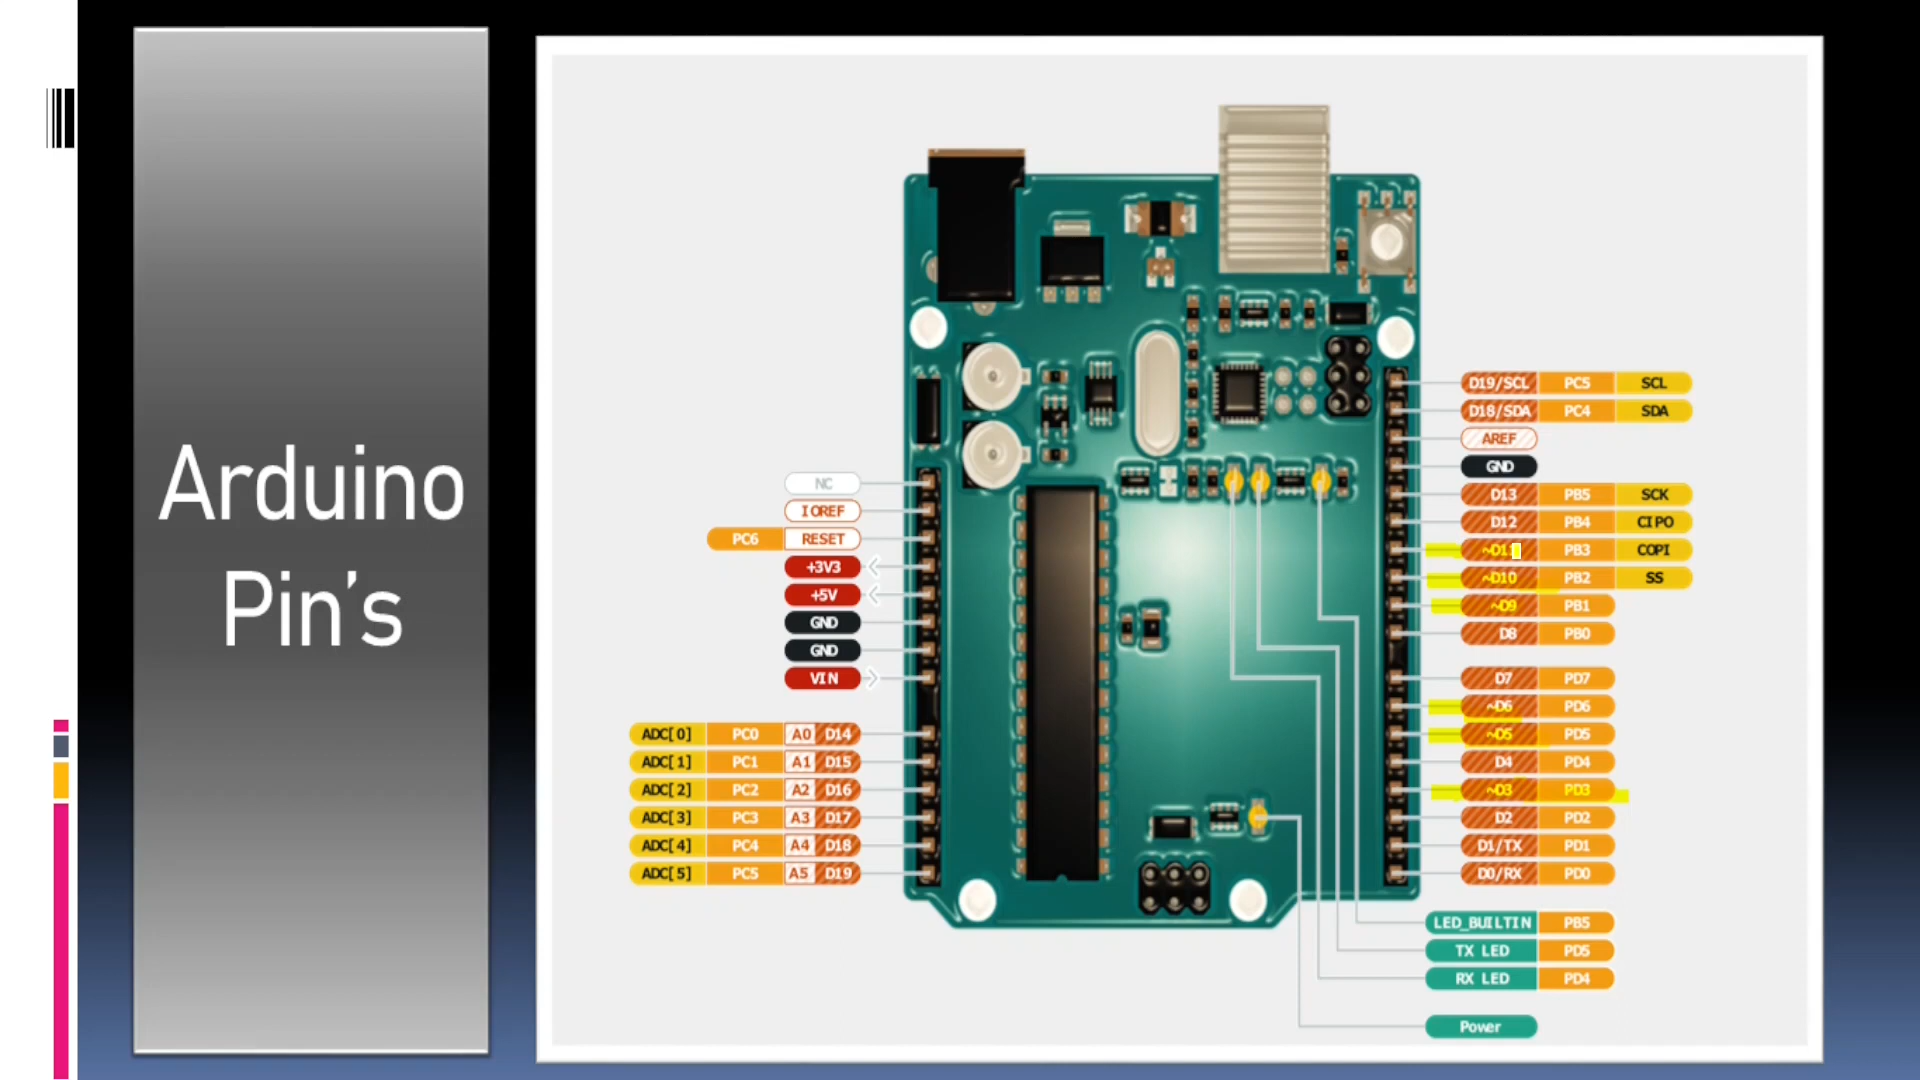 Arduino
Pin's
NC
IOREF
PC6 RESET
+3V3
+5V
GND
GND
VIN
ADC[0] PC0 A0 D14
ADC[1] PC1 A1 D15
ADC[2] PC2 A2 D16
ADC[3] PC3 A3 D17
ADC[4] PC4 A4 D18
ADC[5] PC5 A5 D19
D19/SCL PC5 SCL
D18/SDA PC4 SDA
AREF
GND
D13 PB5 SCK
D12 PB4 CIPO
PB3 COPI
~D10 PB2 SS
~D9 PB1
D8 PB0
D7 PD7
~D6 PD6
~D5 PD5
D4 PD4
~D3 PD3
D2 PD2
D1/TX PD1
D0/RX PD0
LED_BUILTIN PB5
TX LED PD5
RX LED PD4
Power